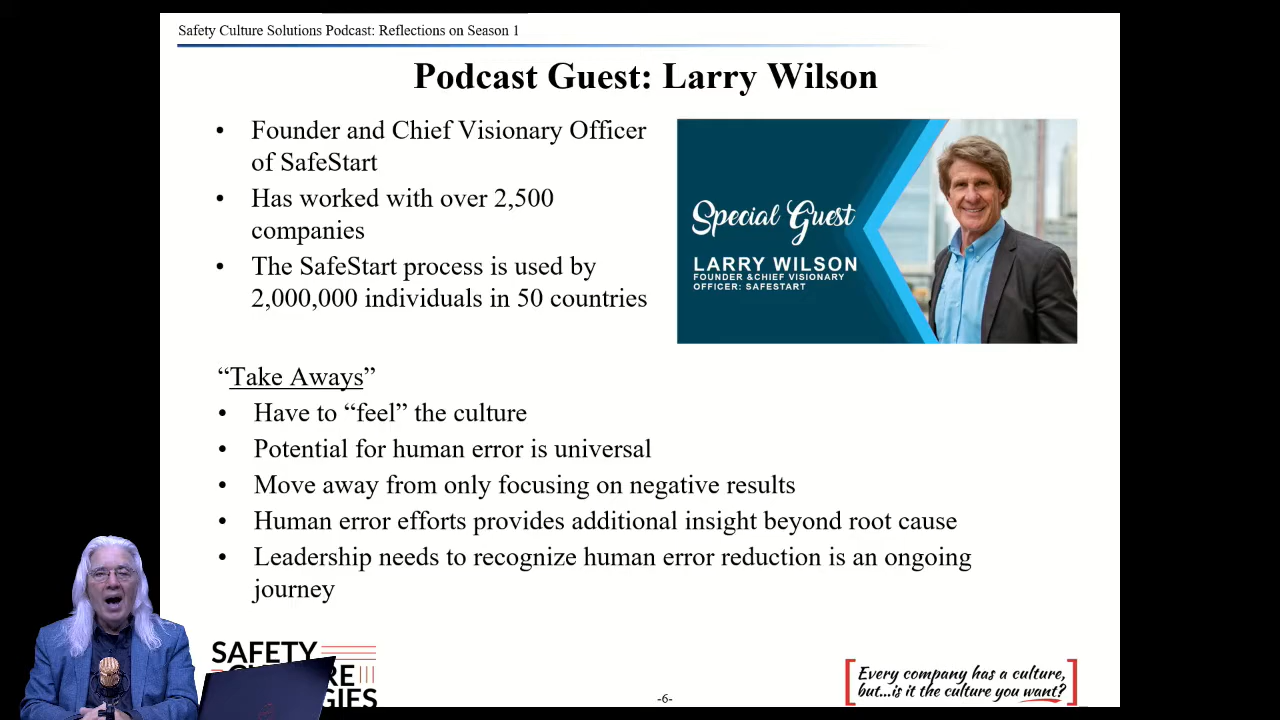 Safety Culture Solutions Podcast: Reflections on Season 1
Podcast Guest: Larry Wilson
• Founder and Chief Visionary Officer
of SafeStart
• Has worked with over 2,500
companies
• The SafeStart process is used by
2,000,000 individuals in 50 countries
Special Guest
LARRY WILSON
FOUNDER &CHIEF VISIONARY
OFFICER: SAFESTART
“Take Aways”
• Have to “feel” the culture
• Potential for human error is universal
• Move away from only focusing on negative results
• Human error efforts provides additional insight beyond root cause
• Leadership needs to recognize human error reduction is an ongoing
journey
SAFETY
-6-
Every company has a culture,
but...is it the culture you want?